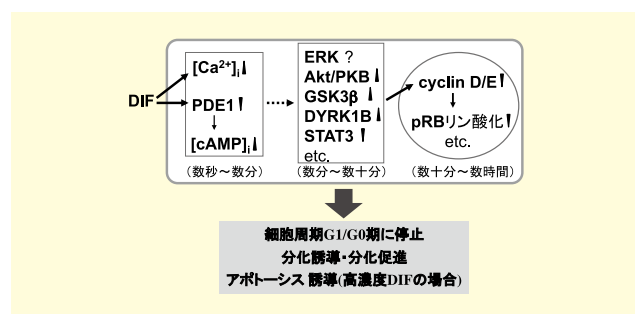 DIF
[Ca²⁺]ᵢ
PDE1
↓
[cAMP]ᵢ
(数秒～数分)
ERK ?
Akt/PKB
GSK3β
DYRK1B
STAT3
etc.
(数分～数十分)
cyclin D/E
↓
pRBリン酸化
etc.
(数十分～数時間)
細胞周期G1/G0期に停止
分化誘導・分化促進
アポトーシス 誘導(高濃度DIFの場合)